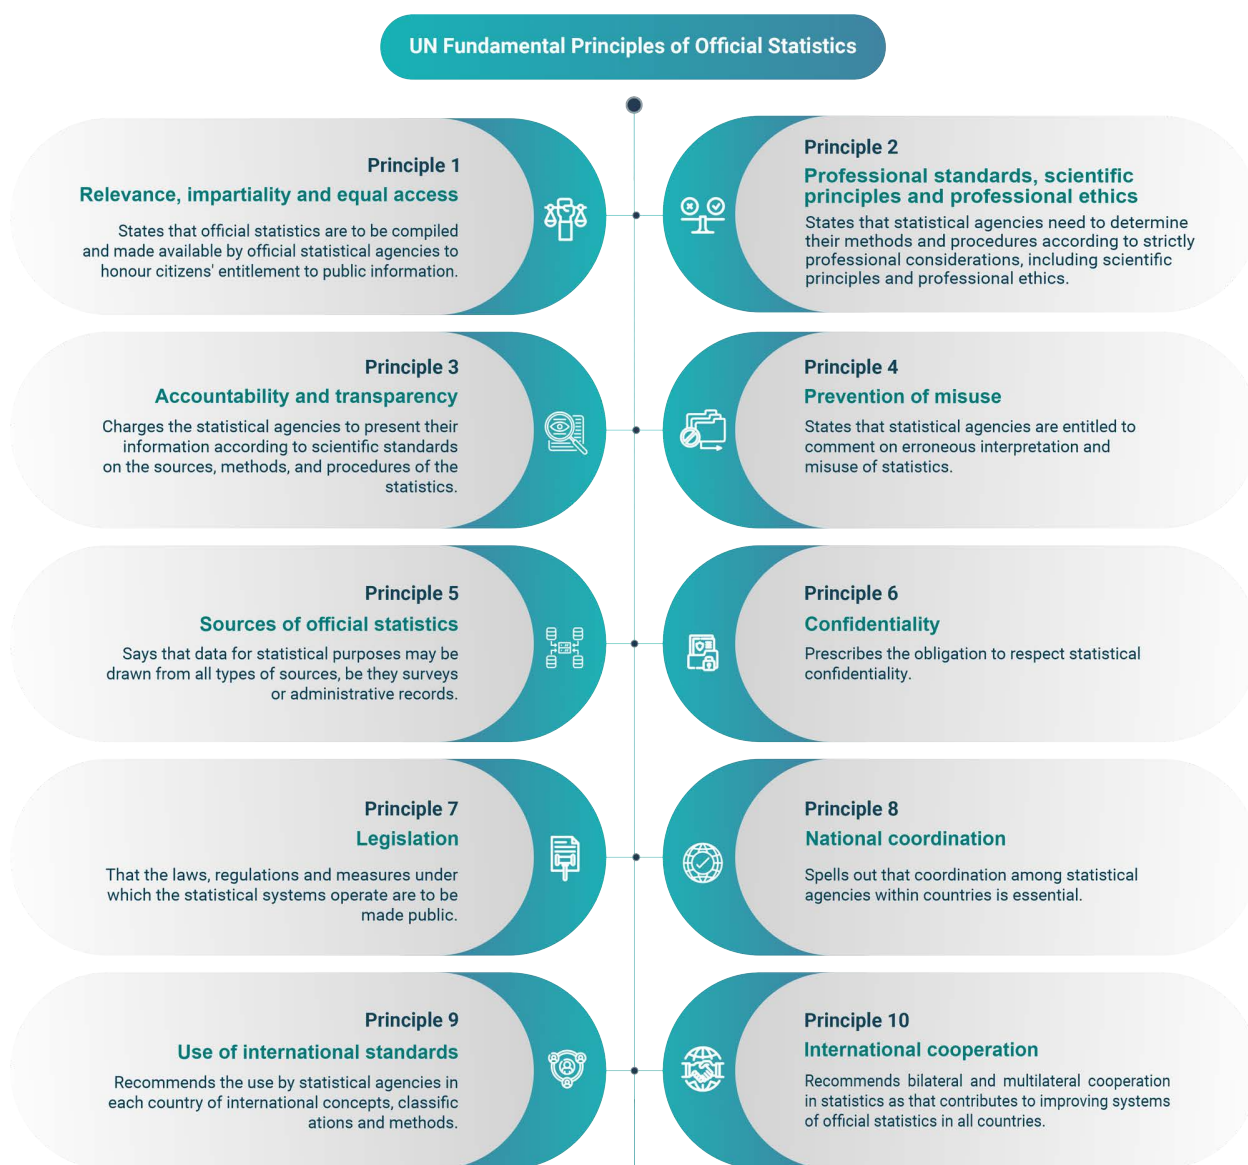 UN Fundamental Principles of Official Statistics
Principle 1
Relevance, impartiality and equal access
States that official statistics are to be compiled
and made available by official statistical agencies to
honour citizens' entitlement to public information.
Principle 2
Professional standards, scientific
principles and professional ethics
States that statistical agencies need to determine
their methods and procedures according to strictly
professional considerations, including scientific
principles and professional ethics.
Principle 3
Accountability and transparency
Charges the statistical agencies to present their
information according to scientific standards
on the sources, methods, and procedures of the
statistics.
Principle 4
Prevention of misuse
States that statistical agencies are entitled to
comment on erroneous interpretation and
misuse of statistics.
Principle 5
Sources of official statistics
Says that data for statistical purposes may be
drawn from all types of sources, be they surveys
or administrative records.
Principle 6
Confidentiality
Prescribes the obligation to respect statistical
confidentiality.
Principle 7
Legislation
That the laws, regulations and measures under
which the statistical systems operate are to be
made public.
Principle 8
National coordination
Spells out that coordination among statistical
agencies within countries is essential.
Principle 9
Use of international standards
Recommends the use by statistical agencies in
each country of international concepts, classific
ations and methods.
Principle 10
International cooperation
Recommends bilateral and multilateral cooperation
in statistics as that contributes to improving systems
of official statistics in all countries.